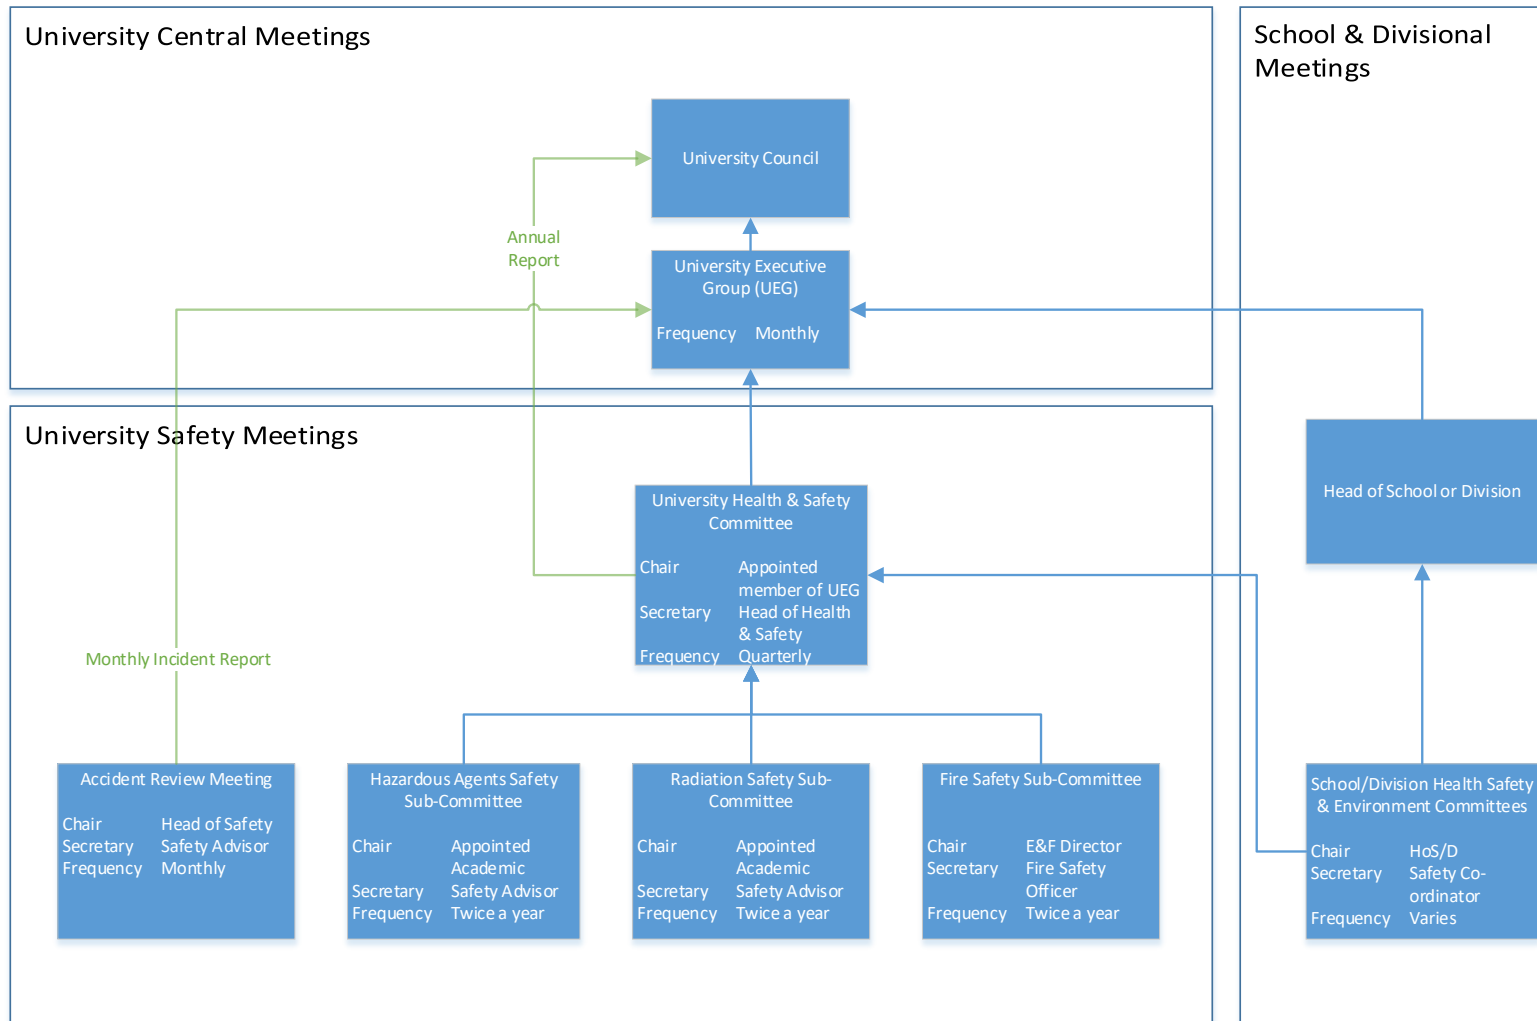 University Central Meetings
School & Divisional
Meetings
University Council
Annual
Report
University Executive
Group (UEG)
Frequency Monthly
University Safety Meetings
Head of School or Division
University Health & Safety
Committee
Chair Appointed
member of UEG
Secretary Head of Health
& Safety
Frequency Quarterly
Monthly Incident Report
Accident Review Meeting
Chair Head of Safety
Secretary Safety Advisor
Frequency Monthly
Hazardous Agents Safety
Sub-Committee
Chair Appointed
Academic
Secretary Safety Advisor
Frequency Twice a year
Radiation Safety Sub-
Committee
Chair Appointed
Academic
Secretary Safety Advisor
Frequency Twice a year
Fire Safety Sub-Committee
Chair E&F Director
Secretary Fire Safety
Officer
Frequency Twice a year
School/Division Health Safety
& Environment Committees
Chair HoS/D
Secretary Safety Co-
ordinator
Frequency Varies